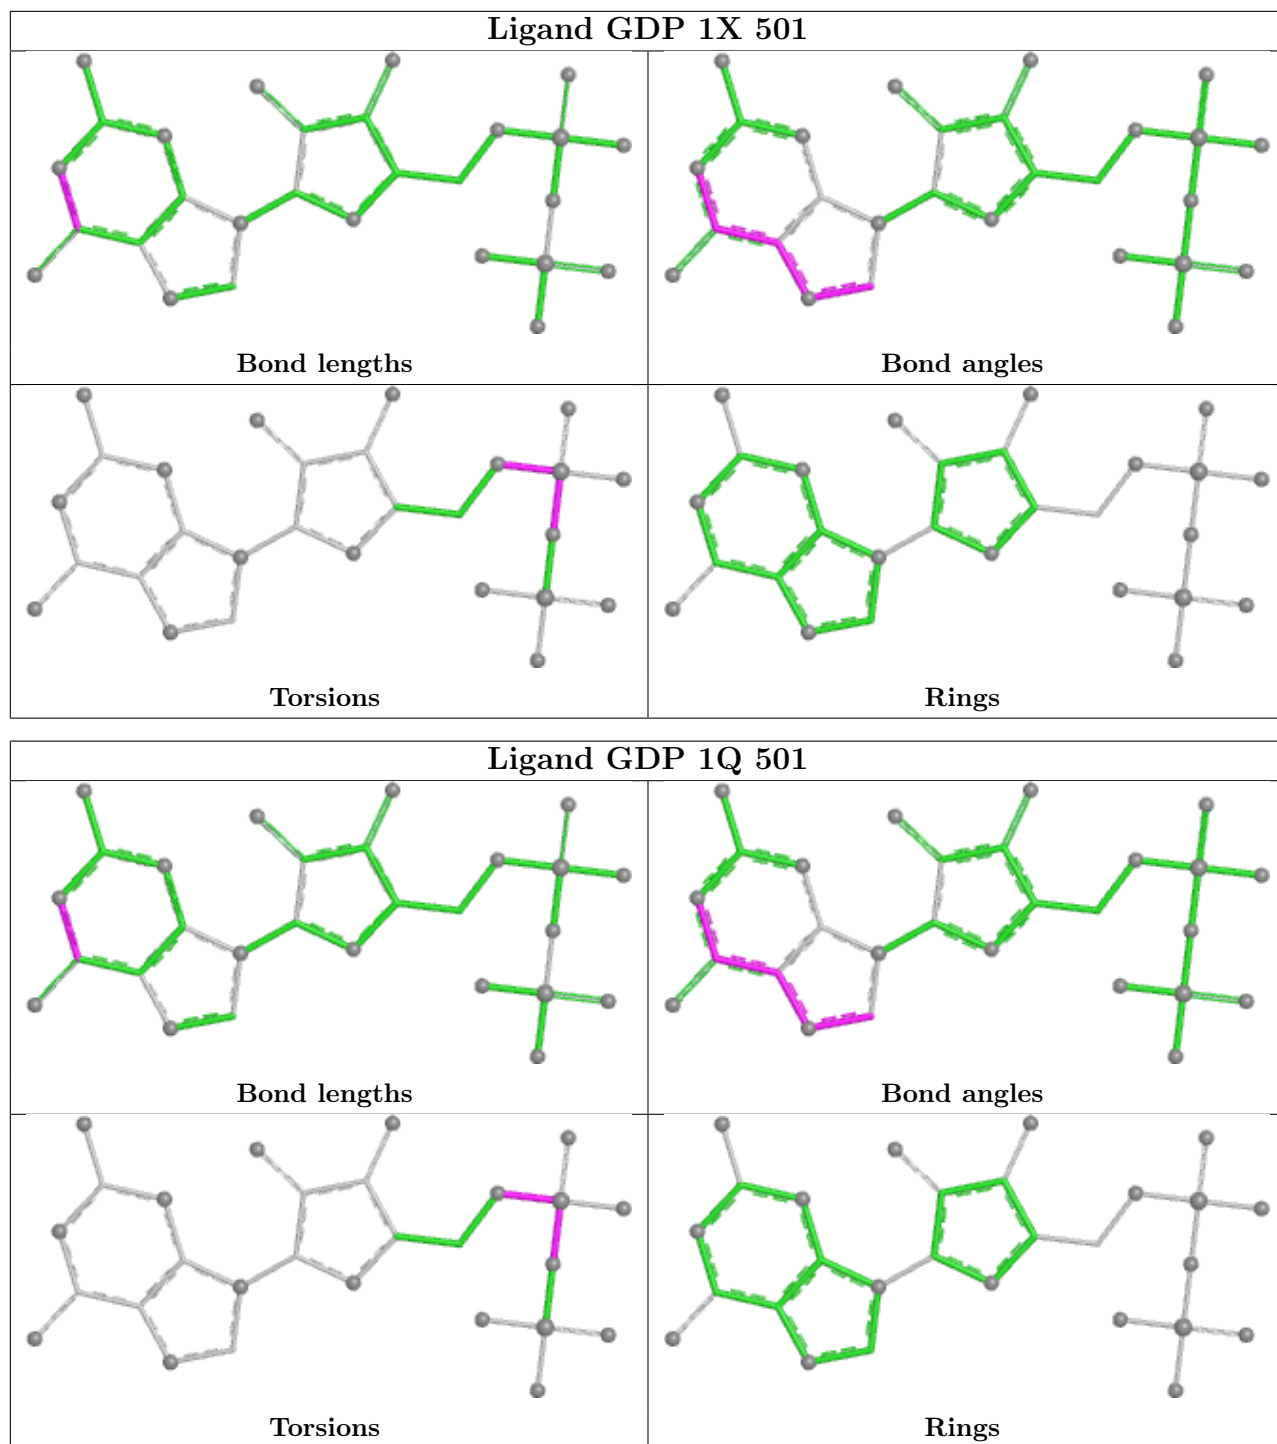 Ligand GDP 1X 501
Bond lengths
Bond angles
Torsions
Rings
Ligand GDP 1Q 501
Bond lengths
Bond angles
Torsions
Rings